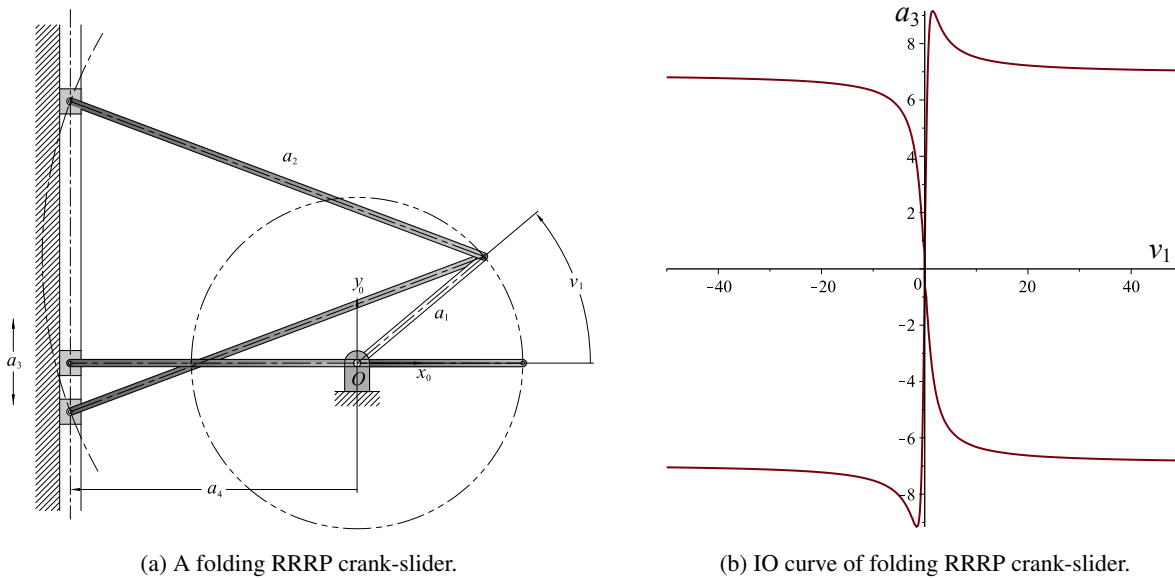 a₂
y₀
v₁
a₁
a₃
O
x₀
a₄
(a) A folding RRRP crank-slider.
a₃
8
6
4
2
v₁
−40
−20
0
20
40
−2
−4
−6
−8
(b) IO curve of folding RRRP crank-slider.